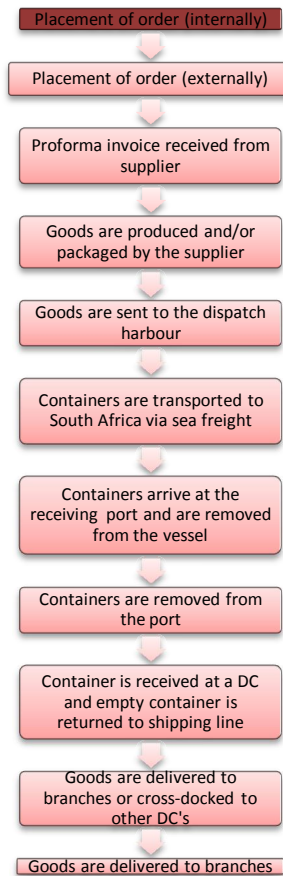 Placement of order (internally)
Placement of order (externally)
Proforma invoice received from
supplier
Goods are produced and/or
packaged by the supplier
Goods are sent to the dispatch
harbour
Containers are transported to
South Africa via sea freight
Containers arrive at the
receiving port and are removed
from the vessel
Containers are removed from
the port
Container is received at a DC
and empty container is
returned to shipping line
Goods are delivered to
branches or cross-docked to
other DC's
Goods are delivered to branches